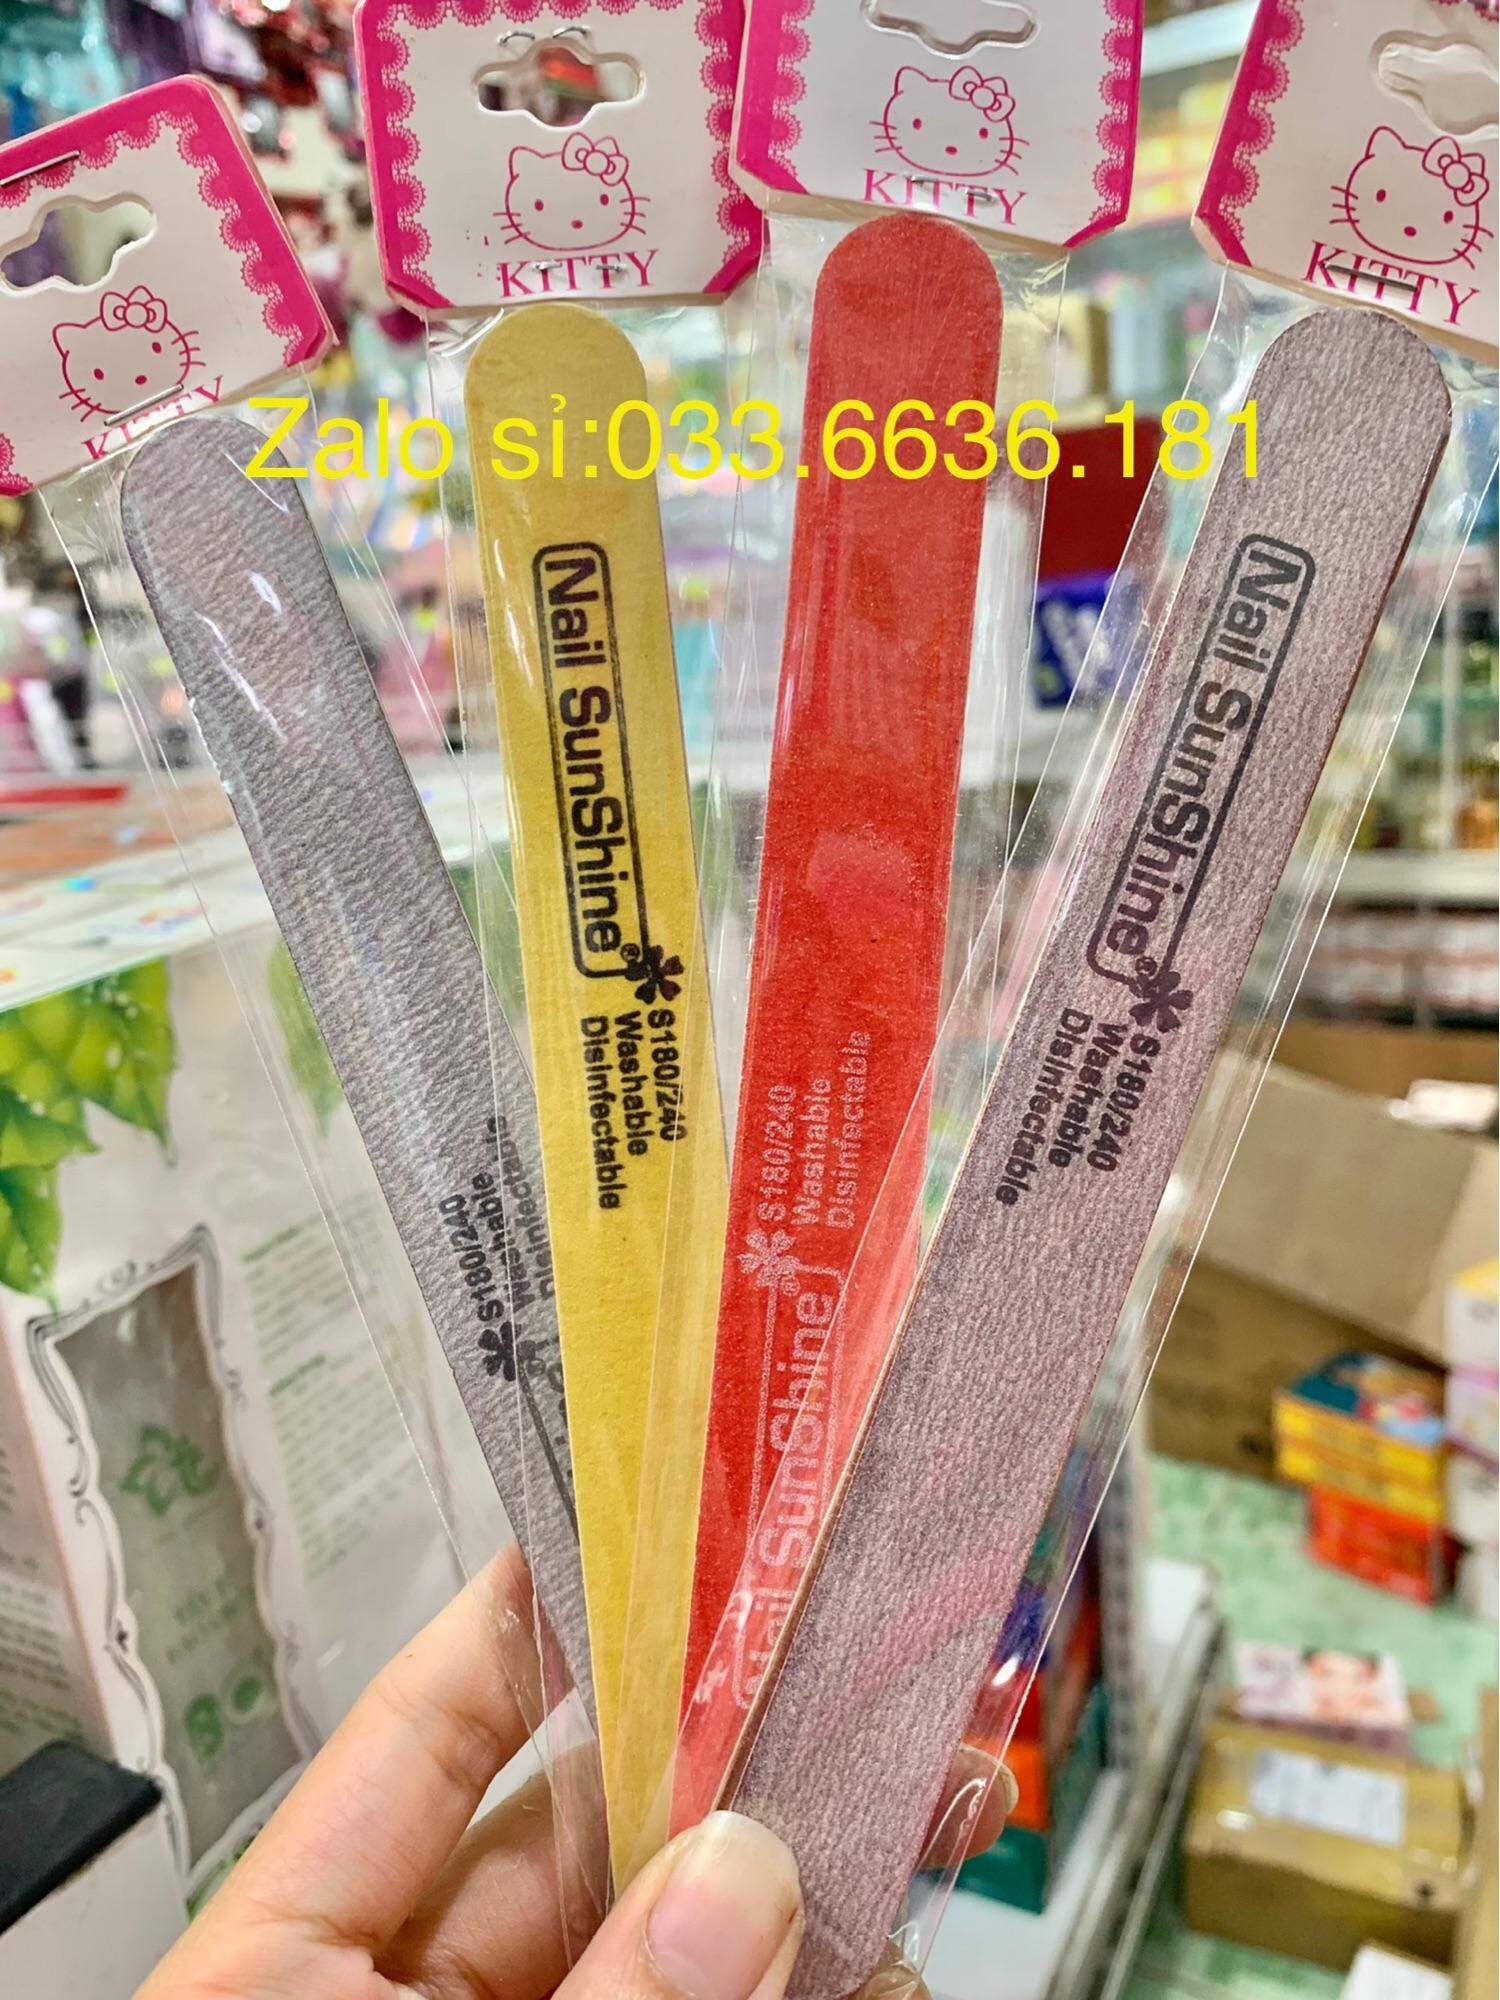 KITTY
KITTY
KITTY
KITTY
Zalo sỉ:033.6636.181
S180/240
Washable
Disinfectable
Nail SunShine®
S180/240
Washable
Disinfectable
S180/240
Washable
Disinfectable
Nail SunShine®
Nail SunShine®
S180/240
Washable
Disinfectable